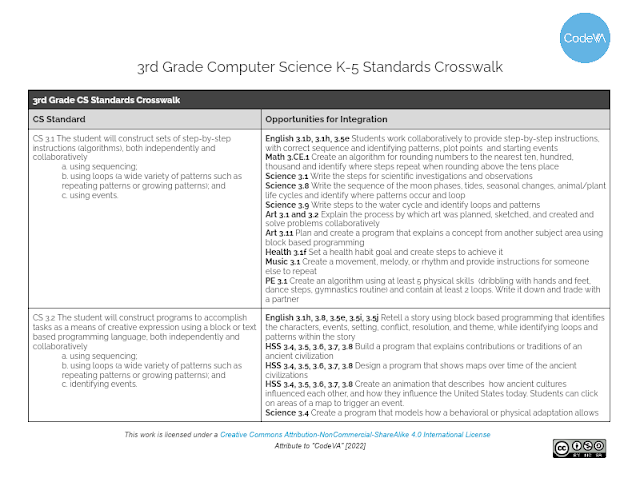 CodeVA
3rd Grade Computer Science K-5 Standards Crosswalk
3rd Grade CS Standards Crosswalk
CS Standard
Opportunities for Integration
CS 3.1 The student will construct sets of step-by-step
instructions (algorithms), both independently and
collaboratively
a. using sequencing;
b. using loops (a wide variety of patterns such as
repeating patterns or growing patterns); and
c. using events.
English 3.1b, 3.1h, 3.5e Students work collaboratively to provide step-by-step instructions,
with correct sequence and identifying patterns, plot points and starting events
Math 3.CE.1 Create an algorithm for rounding numbers to the nearest ten, hundred,
thousand and identify where steps repeat when rounding above the tens place
Science 3.1 Write the steps for scientific investigations and observations
Science 3.8 Write the sequence of the moon phases, tides, seasonal changes, animal/plant
life cycles and identify where patterns occur and loop
Science 3.9 Write steps to the water cycle and identify loops and patterns
Art 3.1 and 3.2 Explain the process by which art was planned, sketched, and created and
solve problems collaboratively
Art 3.11 Plan and create a program that explains a concept from another subject area using
block based programming
Health 3.1f Set a health habit goal and create steps to achieve it
Music 3.1 Create a movement, melody, or rhythm and provide instructions for someone
else to repeat
PE 3.1 Create an algorithm using at least 5 physical skills (dribbling with hands and feet,
dance steps, gymnastics routine) and contain at least 2 loops. Write it down and trade with
a partner
CS 3.2 The student will construct programs to accomplish
tasks as a means of creative expression using a block or text
based programming language, both independently and
collaboratively
a. using sequencing;
b. using loops (a wide variety of patterns such as
repeating patterns or growing patterns); and
c. identifying events.
English 3.1h, 3.8, 3.5e, 3.5i, 3.5j Retell a story using block based programming that identifies
the characters, events, setting, conflict, resolution, and theme, while identifying loops and
patterns within the story
HSS 3.4, 3.5, 3.6, 3.7, 3.8 Build a program that explains contributions or traditions of
an ancient civilization
HSS 3.4, 3.5, 3.6, 3.7, 3.8 Design a program that shows maps over time of the ancient
civilizations
HSS 3.4, 3.5, 3.6, 3.7, 3.8 Create an animation that describes how ancient cultures
influenced each other, and how they influence the United States today. Students can click
on areas of a map to trigger an event.
Science 3.4 Create a program that models how a behavioral or physical adaptation allows
This work is licensed under a Creative Commons Attribution-NonCommercial-ShareAlike 4.0 International License
Attribute to "CodeVA" [2022]
cc
BY NC SA